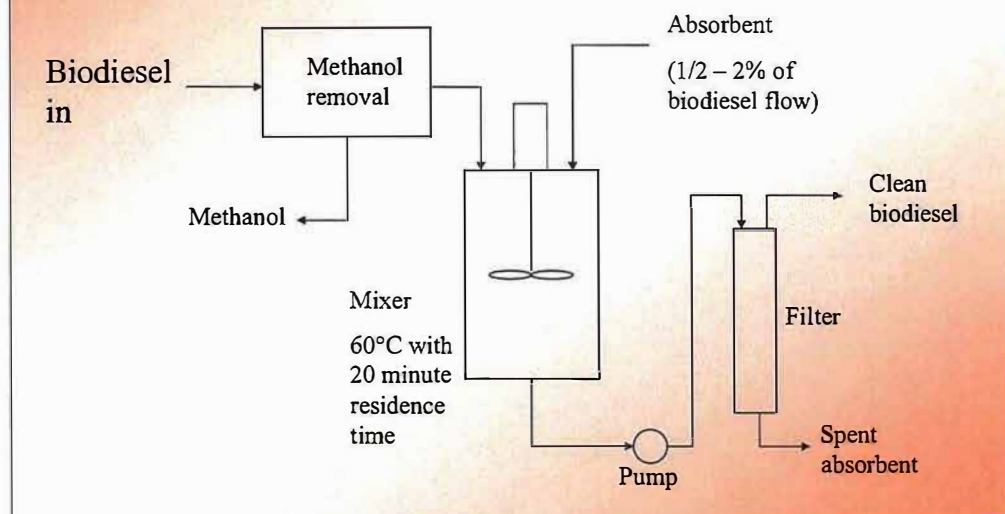 Biodiesel
in
Methanol
removal
Methanol
Absorbent
(1/2 – 2% of
biodiesel flow)
Mixer
60°C with
20 minute
residence
time
Pump
Clean
biodiesel
Filter
Spent
absorbent